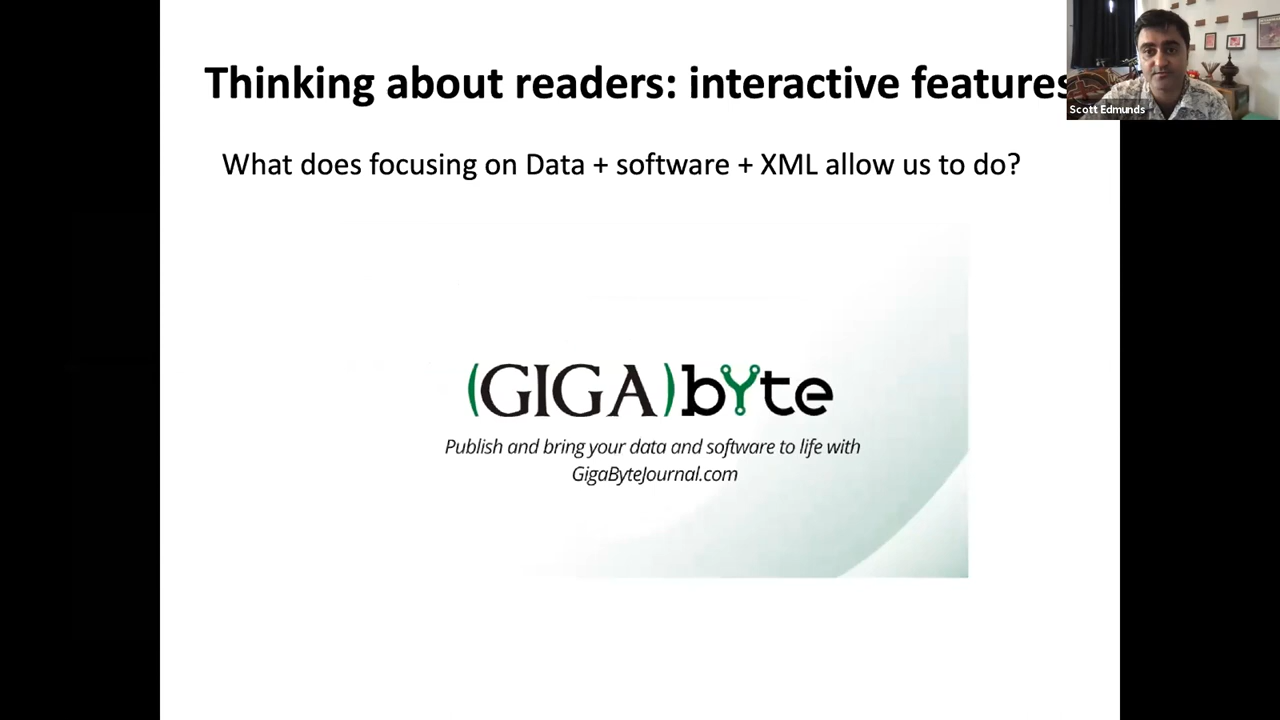 Thinking about readers: interactive features
Scott Edmunds
What does focusing on Data + software + XML allow us to do?
(GIGA)byte
Publish and bring your data and software to life with
GigaByteJournal.com